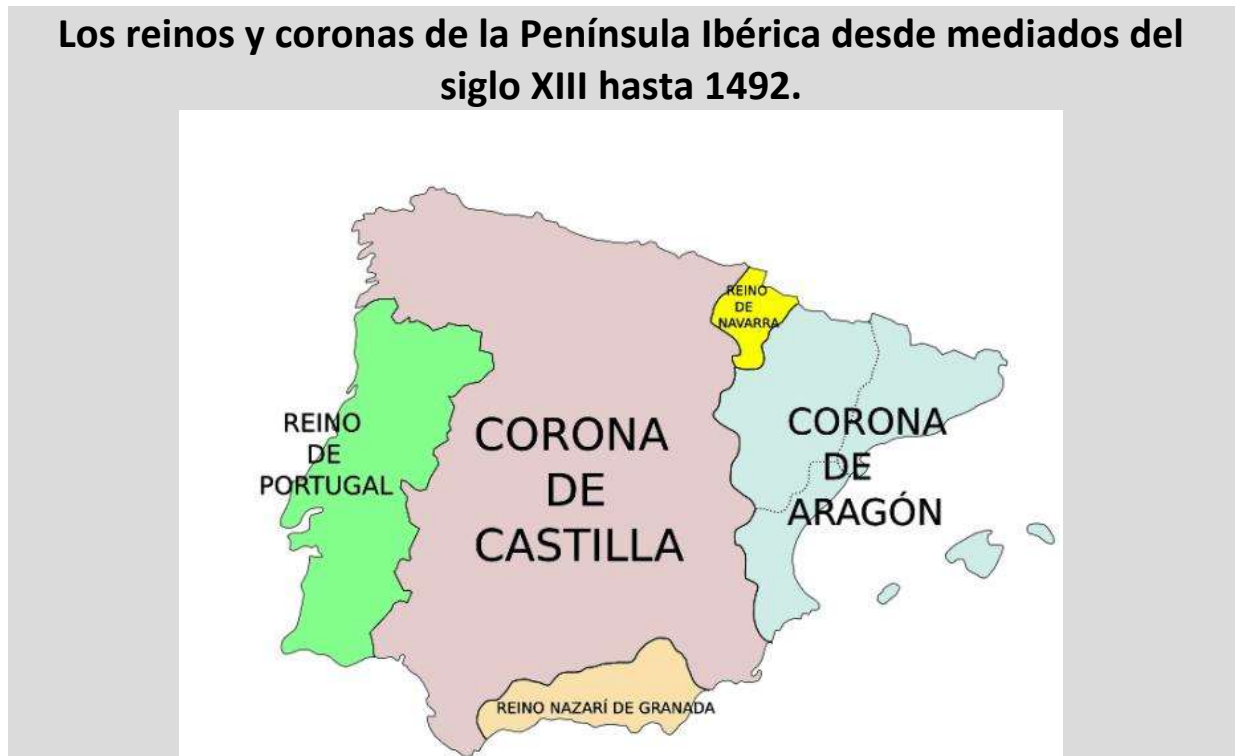 Los reinos y coronas de la Península Ibérica desde mediados del
siglo XIII hasta 1492.
REINO
DE
NAVARRA
REINO
DE
PORTUGAL
CORONA
DE
CASTILLA
CORONA
DE
ARAGÓN
REINO NAZARÍ DE GRANADA